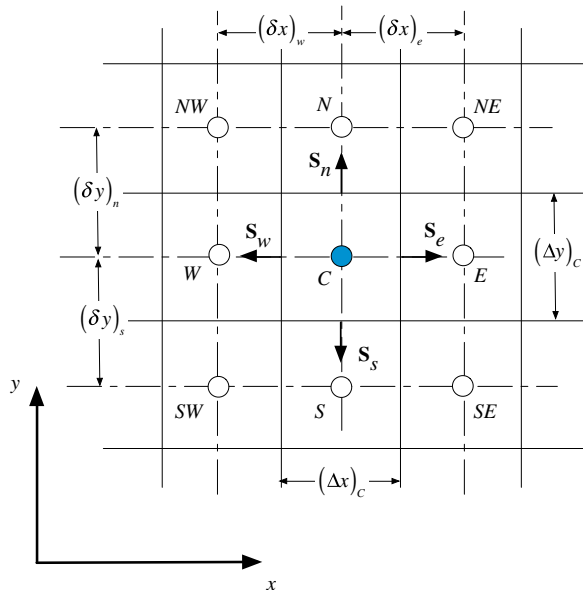 (δx)w (δx)e
NW N NE
Sn
(δy)n
Sw Se
(Δy)C
W C E
(δy)s
Ss
y
SW S SE
(Δx)C
x